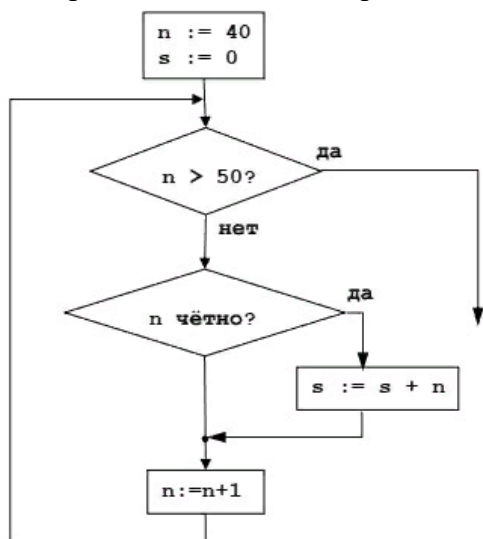 n := 40
s := 0
да
n > 50?
нет
да
n чётно?
s := s + n
n:=n+1